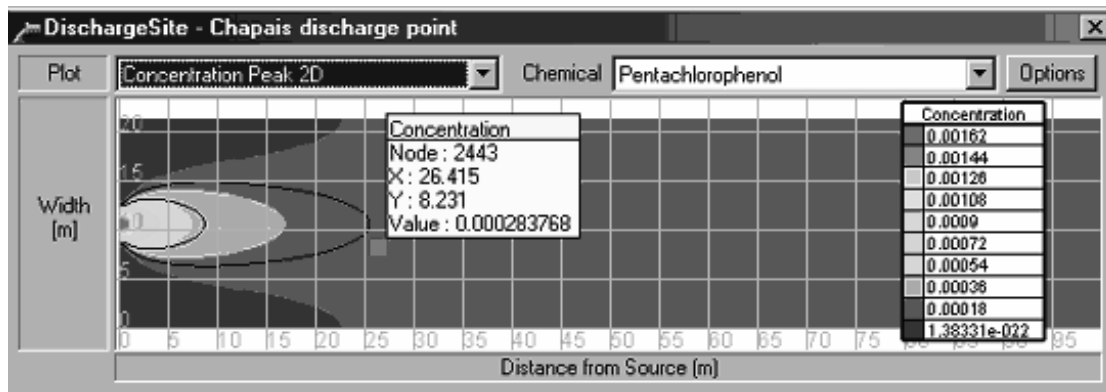 DischargeSite - Chapais discharge point
Plot Concentration Peak 2D Chemical Pentachlorophenol Options
Concentration
0.00162
0.00144
0.00126
0.00108
0.0009
0.00072
0.00054
0.00036
0.00018
1.38331e-022
Concentration
Node : 2443
X : 26.415
Y : 8.231
Value : 0.000283768
Width
[m]
20
15
10
5
0
0 5 10 15 20 25 30 35 40 45 50 55 60 65 70 75 95
Distance from Source (m)